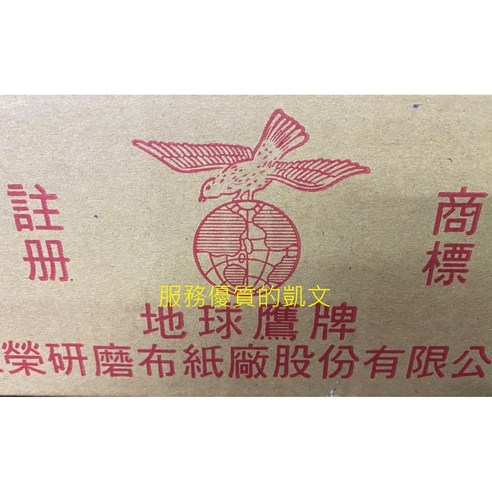 註冊
商標
服務優質的凱文
地球鷹牌
榮研磨布紙廠股份有限公